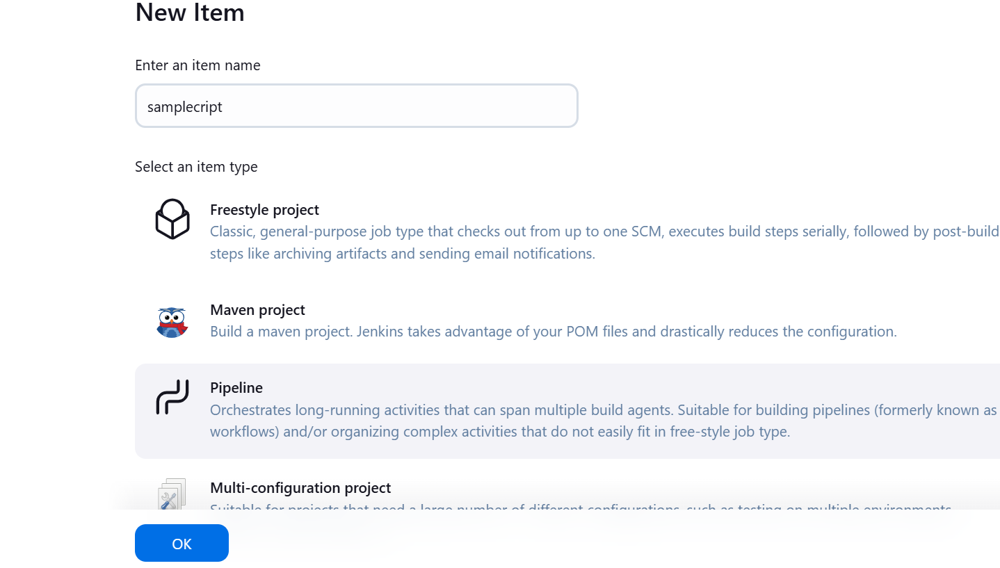 New Item
Enter an item name
samplecript
Select an item type
Freestyle project
Classic, general-purpose job type that checks out from up to one SCM, executes build steps serially, followed by post-build
steps like archiving artifacts and sending email notifications.
Maven project
Build a maven project. Jenkins takes advantage of your POM files and drastically reduces the configuration.
Pipeline
Orchestrates long-running activities that can span multiple build agents. Suitable for building pipelines (formerly known as
workflows) and/or organizing complex activities that do not easily fit in free-style job type.
Multi-configuration project
Suitable for projects that need a large number of different configurations, such as testing on multiple environments
OK